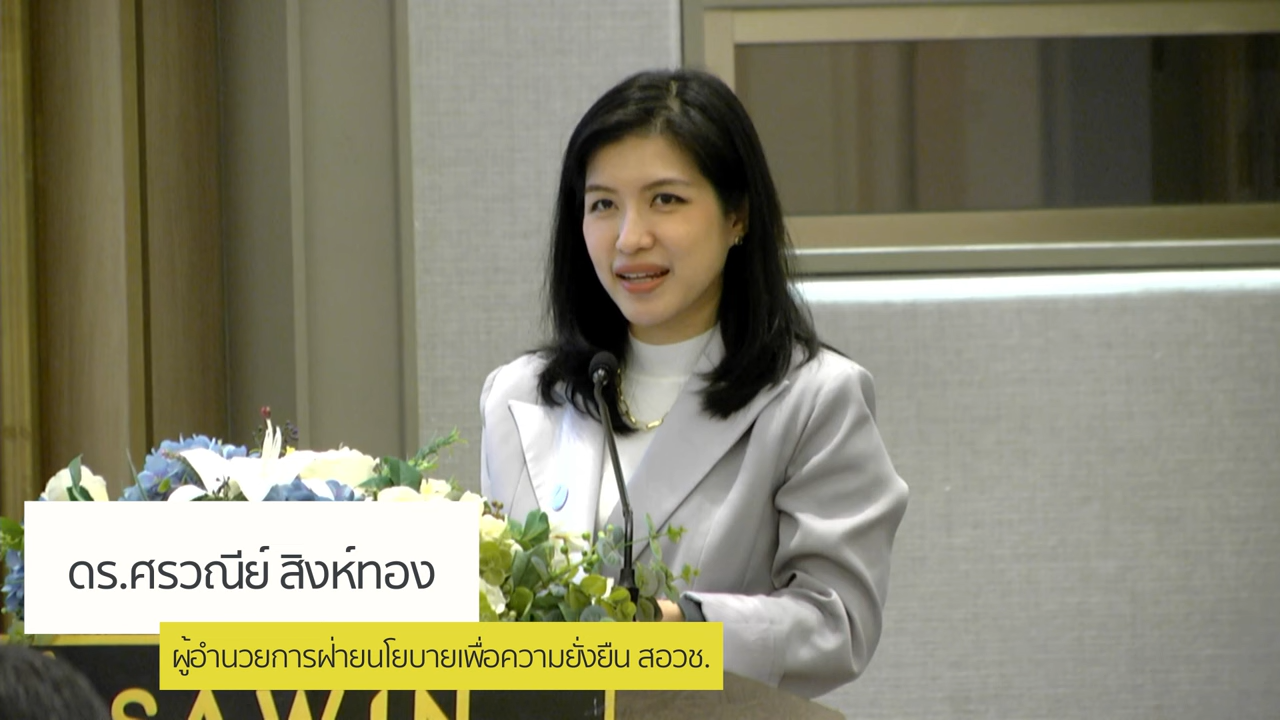 ดร.ศรวณีย์ สิงห์ทอง
ผู้อำนวยการฝ่ายนโยบายเพื่อความยั่งยืน สอวช.
SAWIN